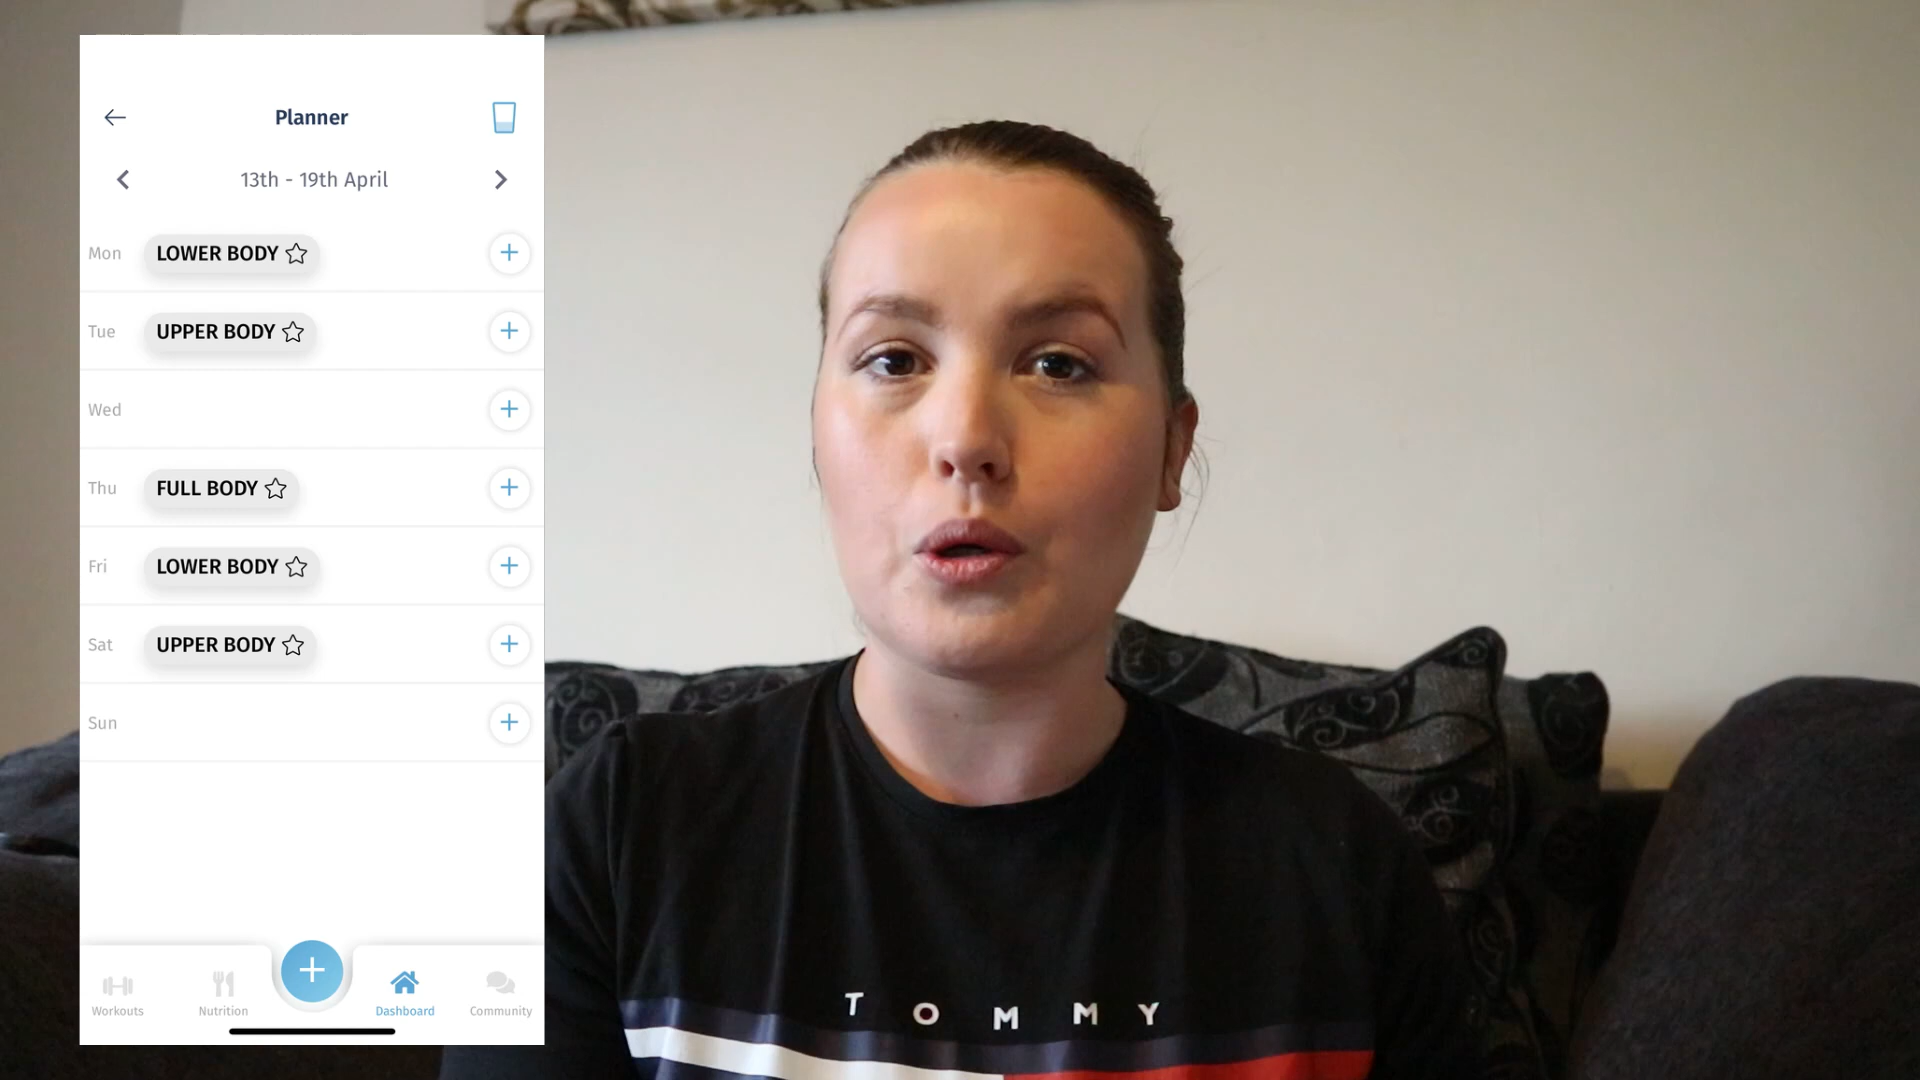 Planner
13th - 19th April
Mon LOWER BODY
Tue UPPER BODY
Wed
Thu FULL BODY
Fri LOWER BODY
Sat UPPER BODY
Sun
Workouts Nutrition Dashboard Community
TOMMY